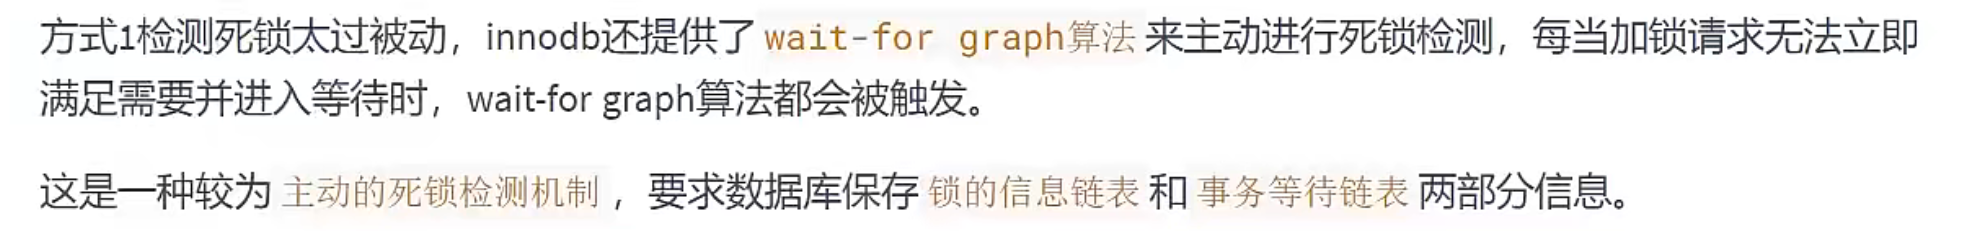 方式1检测死锁太过被动，innodb还提供了 wait-for graph算法 来主动进行死锁检测，每当加锁请求无法立即
满足需要并进入等待时，wait-for graph算法都会被触发。
这是一种较为 主动的死锁检测机制 ，要求数据库保存 锁的信息链表 和 事务等待链表 两部分信息。